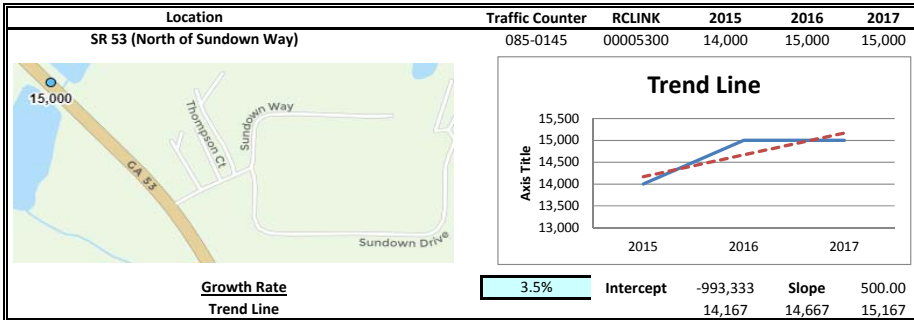 Location Traffic Counter RCLINK 2015 2016 2017
SR 53 (North of Sundown Way) 085-0145 00005300 14,000 15,000 15,000
15,000
Thompson Ct
Sundown Way
GA 53
Sundown Drive
Trend Line
Axis Title
15,500
15,000
14,500
14,000
13,500
13,000
2015 2016 2017
Growth Rate 3.5% Intercept -993,333 Slope 500.00
Trend Line 14,167 14,667 15,167